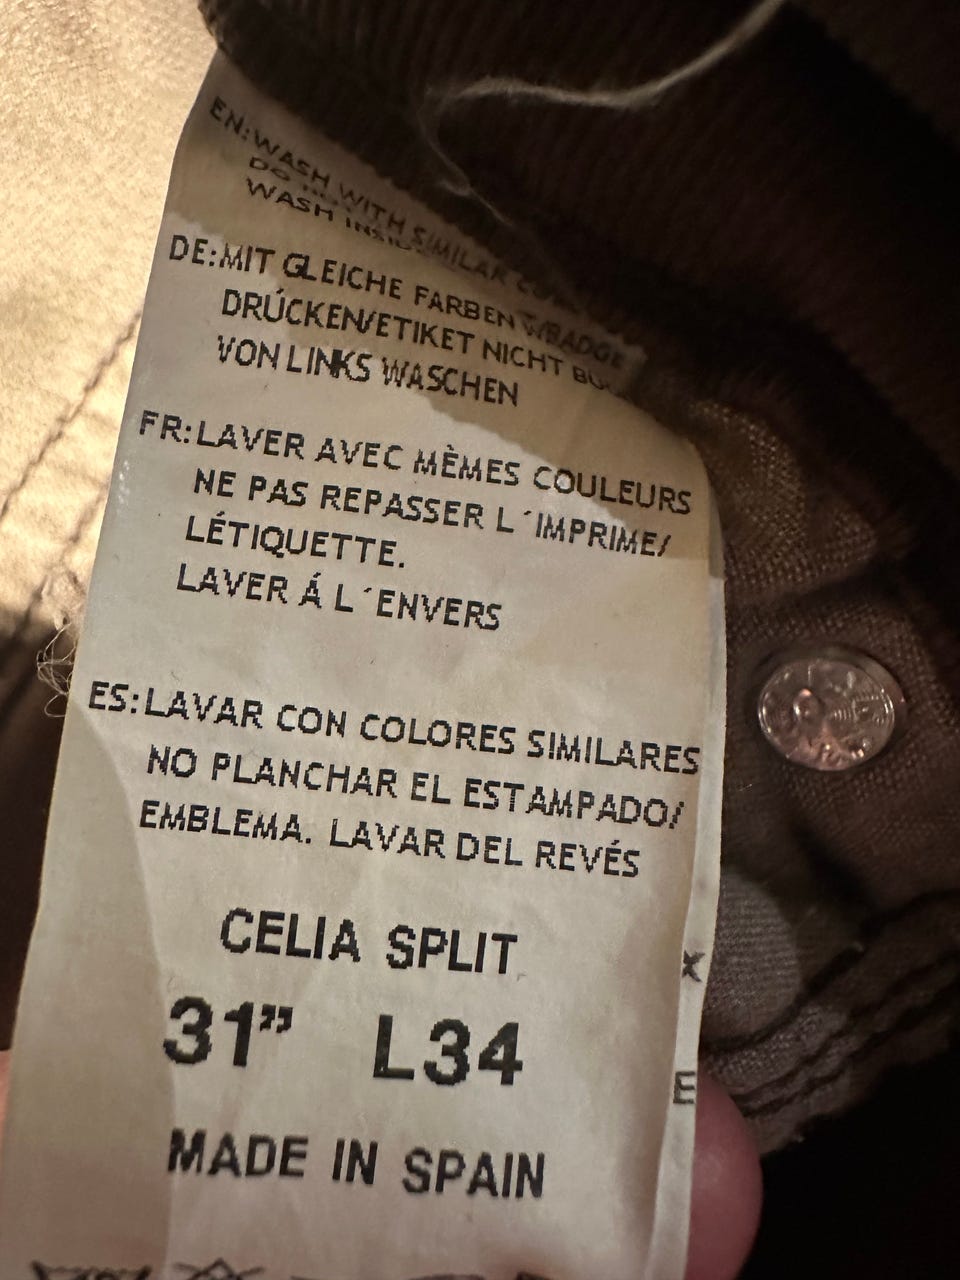 EN:WASH WITH SIMILAR
DO
WASH
DE:MIT GLEICHE FARBEN
DRÚCKEN/ETIKET NICHT
VON LINKS WASCHEN
FR:LAVER AVEC MÈMES COULEURS
NE PAS REPASSER L´IMPRIME/
LÉTIQUETTE.
LAVER Á L´ENVERS
ES:LAVAR CON COLORES SIMILARES
NO PLANCHAR EL ESTAMPADO/
EMBLEMA. LAVAR DEL REVÉS
CELIA SPLIT
31” L34
MADE IN SPAIN
X
E